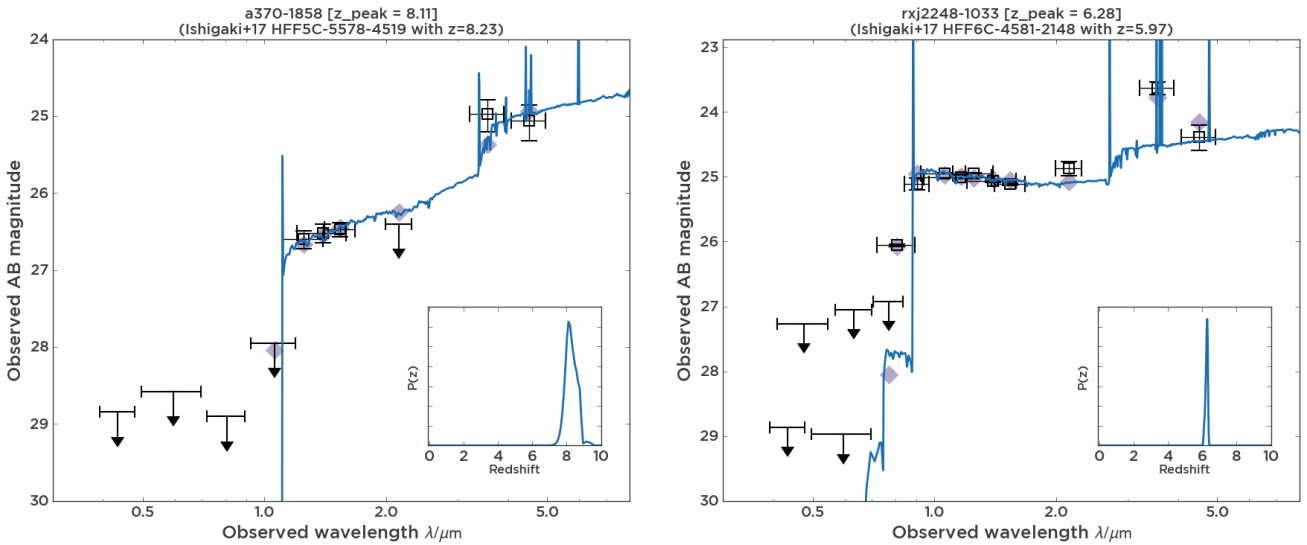 a370-1858 [z_peak = 8.11]
(Ishigaki+17 HFF5C-5578-4519 with z=8.23)
24
25
26
27
28
29
30
Observed AB magnitude
0.5
1.0
2.0
5.0
Observed wavelength λ/μm
P(z)
0 2 4 6 8 10
Redshift
rxj2248-1033 [z_peak = 6.28]
(Ishigaki+17 HFF6C-4581-2148 with z=5.97)
23
24
25
26
27
28
29
30
Observed AB magnitude
0.5
1.0
2.0
5.0
Observed wavelength λ/μm
P(z)
0 2 4 6 8 10
Redshift